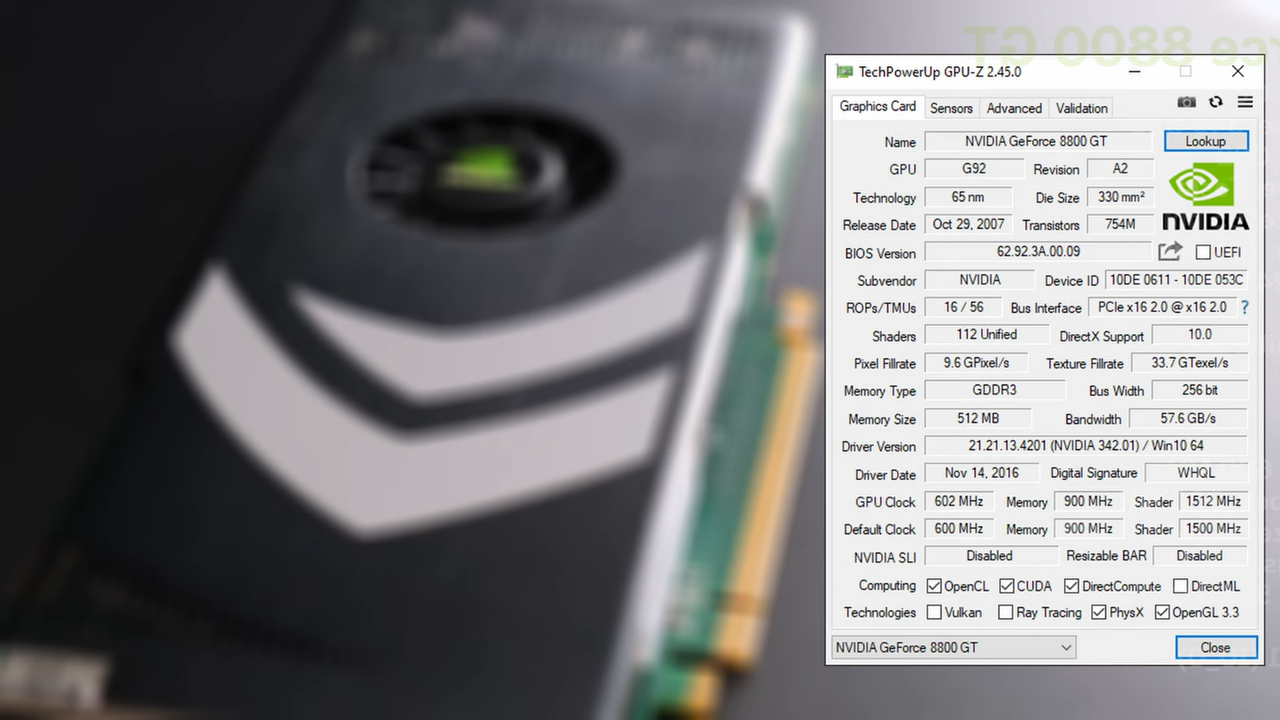 TechPowerUp GPU-Z 2.45.0
Graphics Card Sensors Advanced Validation
Name NVIDIA GeForce 8800 GT Lookup
GPU G92 Revision A2
Technology 65 nm Die Size 330 mm²
NVIDIA
Release Date Oct 29, 2007 Transistors 754M
BIOS Version 62.92.3A.00.09 UEFI
Subvendor NVIDIA Device ID 10DE 0611 - 10DE 053C
ROPs/TMUs 16 / 56 Bus Interface PCIe x16 2.0 @ x16 2.0 ?
Shaders 112 Unified DirectX Support 10.0
Pixel Fillrate 9.6 GPixel/s Texture Fillrate 33.7 GTexel/s
Memory Type GDDR3 Bus Width 256 bit
Memory Size 512 MB Bandwidth 57.6 GB/s
Driver Version 21.21.13.4201 (NVIDIA 342.01) / Win10 64
Driver Date Nov 14, 2016 Digital Signature WHQL
GPU Clock 602 MHz Memory 900 MHz Shader 1512 MHz
Default Clock 600 MHz Memory 900 MHz Shader 1500 MHz
NVIDIA SLI Disabled Resizable BAR Disabled
Computing OpenCL CUDA DirectCompute DirectML
Technologies Vulkan Ray Tracing PhysX OpenGL 3.3
NVIDIA GeForce 8800 GT Close
8800 GT